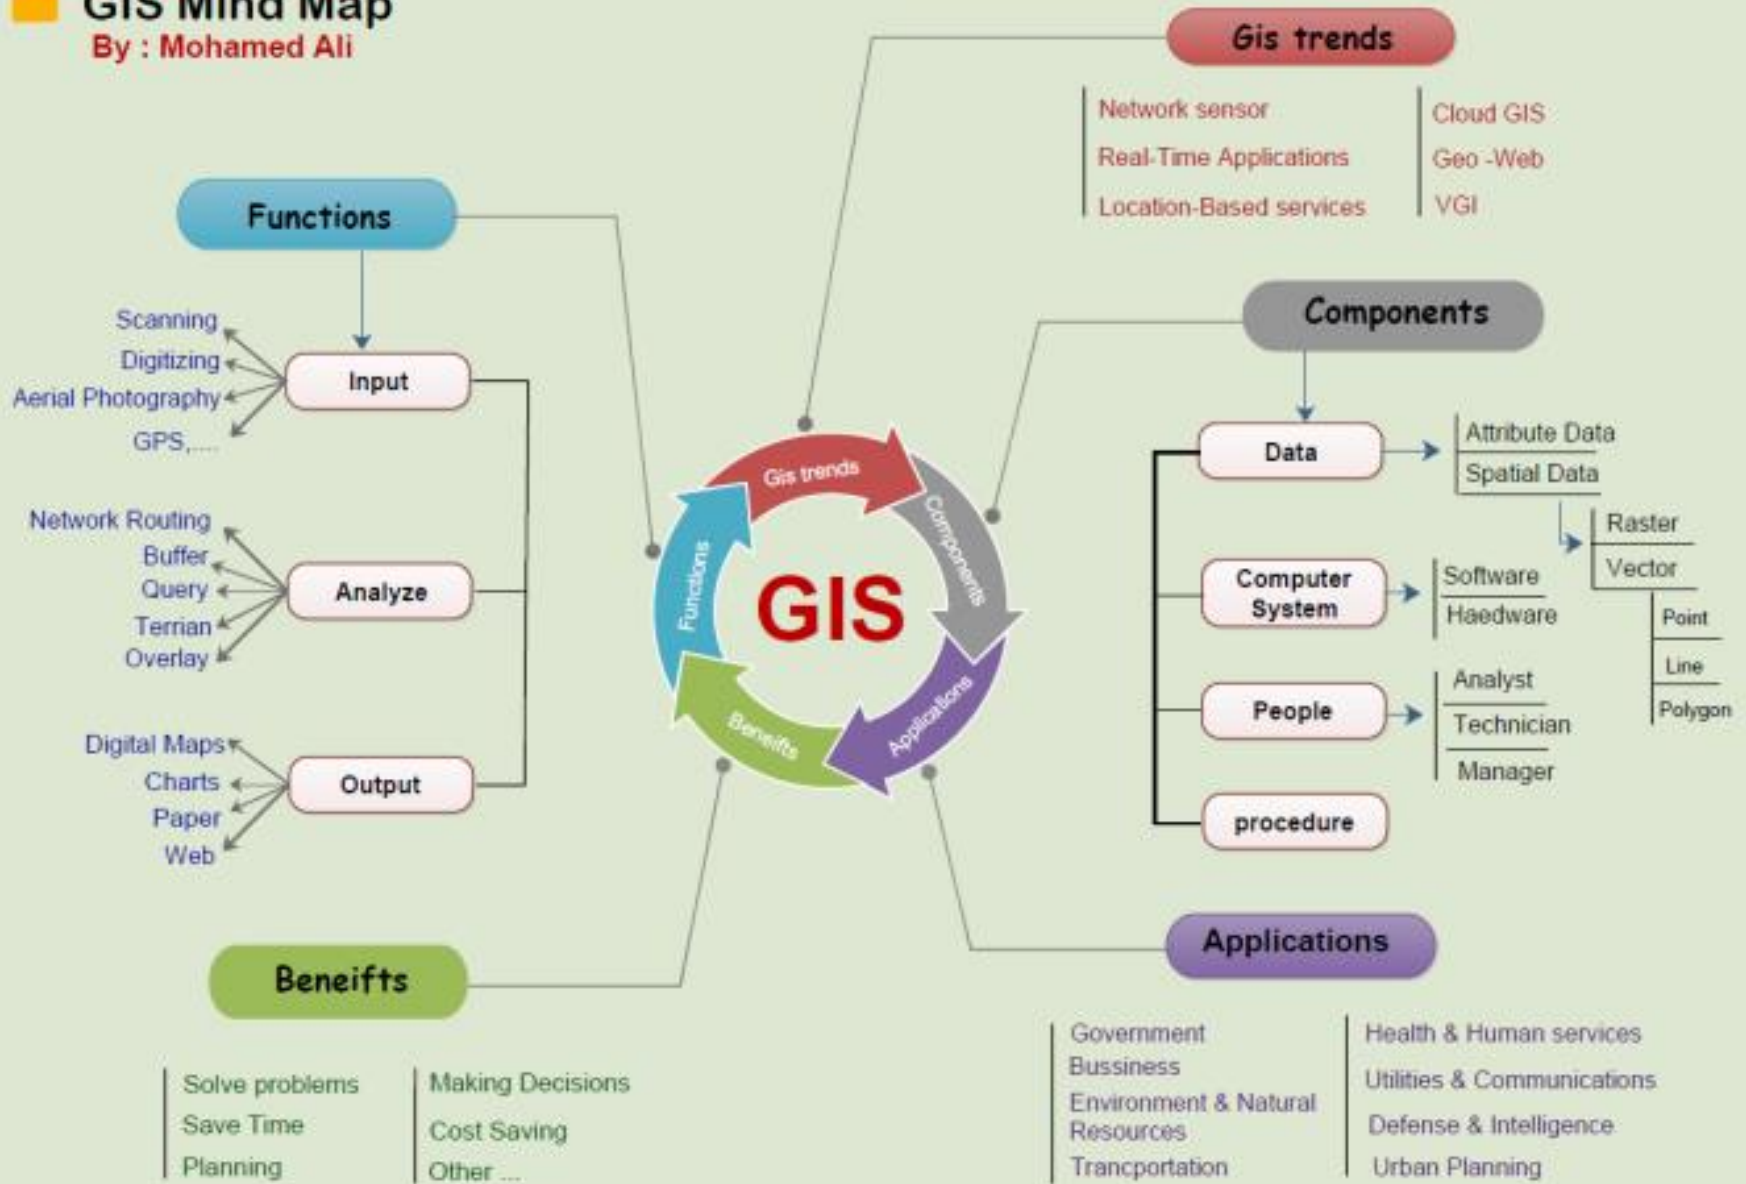 GIS Mind Map
By : Mohamed Ali
Gis trends
Network sensor
Real-Time Applications
Location-Based services
Cloud GIS
Geo -Web
VGI
Functions
Input
Scanning
Digitizing
Aerial Photography
GPS,....
Analyze
Network Routing
Buffer
Query
Terrian
Overlay
Output
Digital Maps
Charts
Paper
Web
Gis trends
Components
Applications
Beneifts
Functions
GIS
Components
Data
Attribute Data
Spatial Data
Raster
Vector
Point
Line
Polygon
Computer
System
Software
Haedware
People
Analyst
Technician
Manager
procedure
Beneifts
Solve problems
Save Time
Planning
Making Decisions
Cost Saving
Other ...
Applications
Government
Bussiness
Environment & Natural
Resources
Trancportation
Health & Human services
Utilities & Communications
Defense & Intelligence
Urban Planning